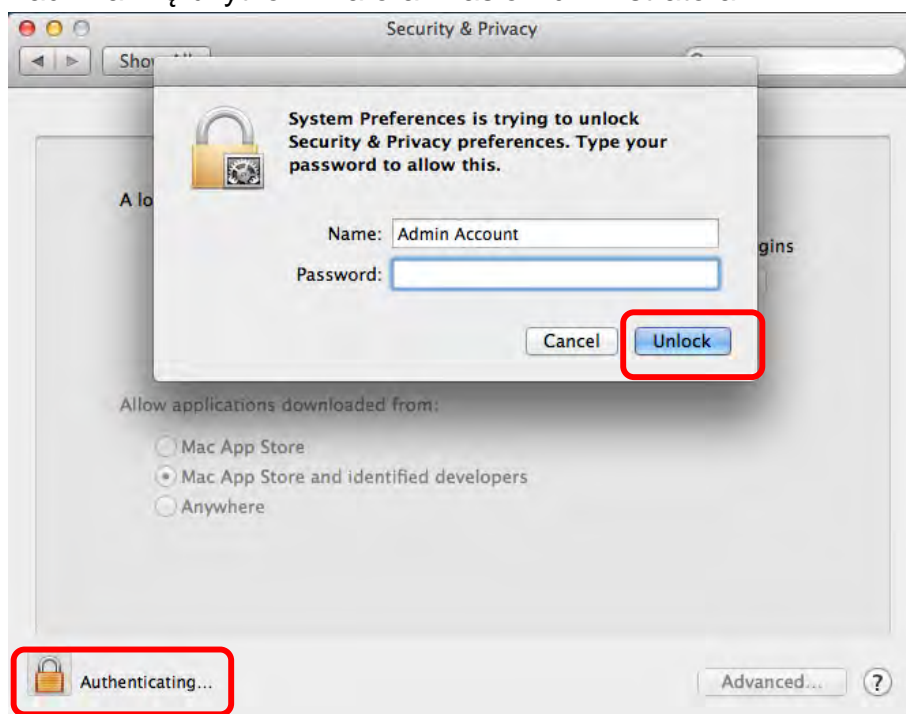 Security & Privacy
System Preferences is trying to unlock
Security & Privacy preferences. Type your
password to allow this.
A lo
Name: Admin Account
gins
Password:
Cancel Unlock
Allow applications downloaded from:
Mac App Store
Mac App Store and identified developers
Anywhere
Authenticating... Advanced... ?